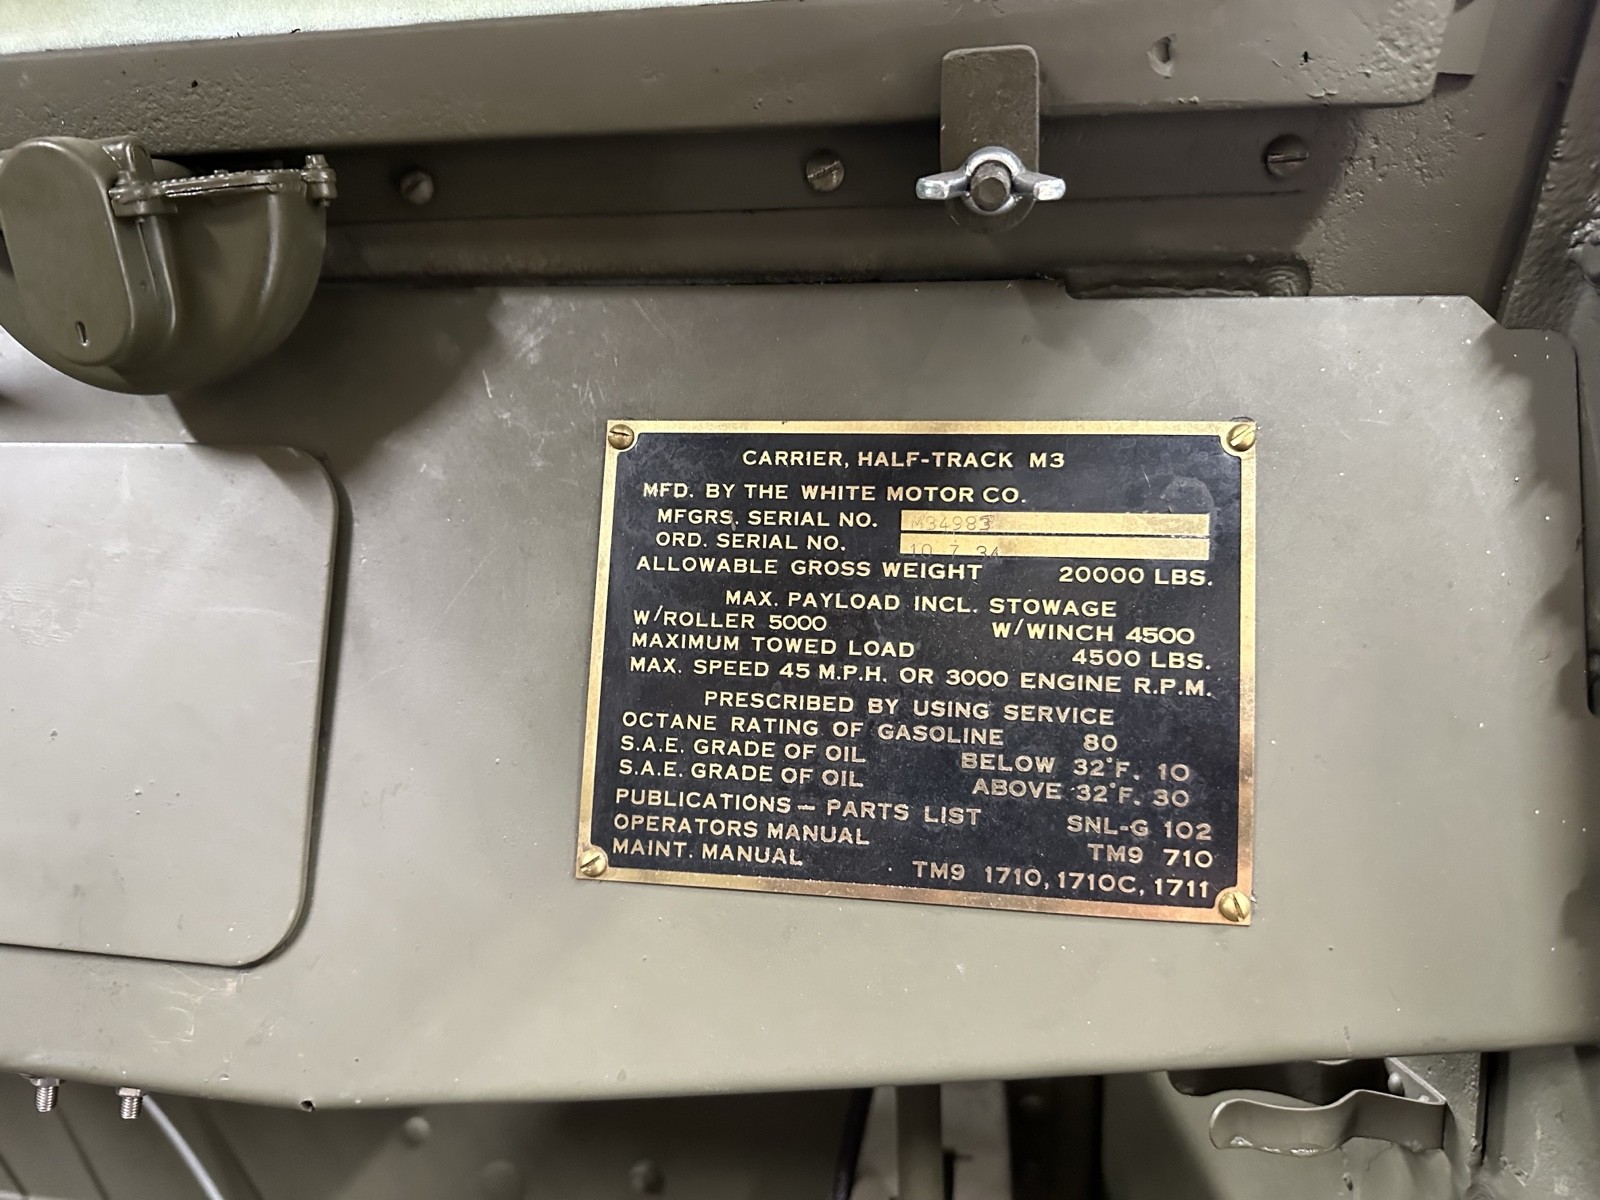 CARRIER, HALF-TRACK M3
MFD. BY THE WHITE MOTOR CO.
MFGRS. SERIAL NO. M34983
ORD. SERIAL NO. 10 7 34
ALLOWABLE GROSS WEIGHT 20000 LBS.
MAX. PAYLOAD INCL. STOWAGE
W/ROLLER 5000 W/WINCH 4500
MAXIMUM TOWED LOAD 4500 LBS.
MAX. SPEED 45 M.P.H. OR 3000 ENGINE R.P.M.
PRESCRIBED BY USING SERVICE
OCTANE RATING OF GASOLINE 80
S.A.E. GRADE OF OIL BELOW 32°F. 10
S.A.E. GRADE OF OIL ABOVE 32°F. 30
PUBLICATIONS — PARTS LIST SNL-G 102
OPERATORS MANUAL TM9 710
MAINT. MANUAL TM9 1710, 1710C, 1711